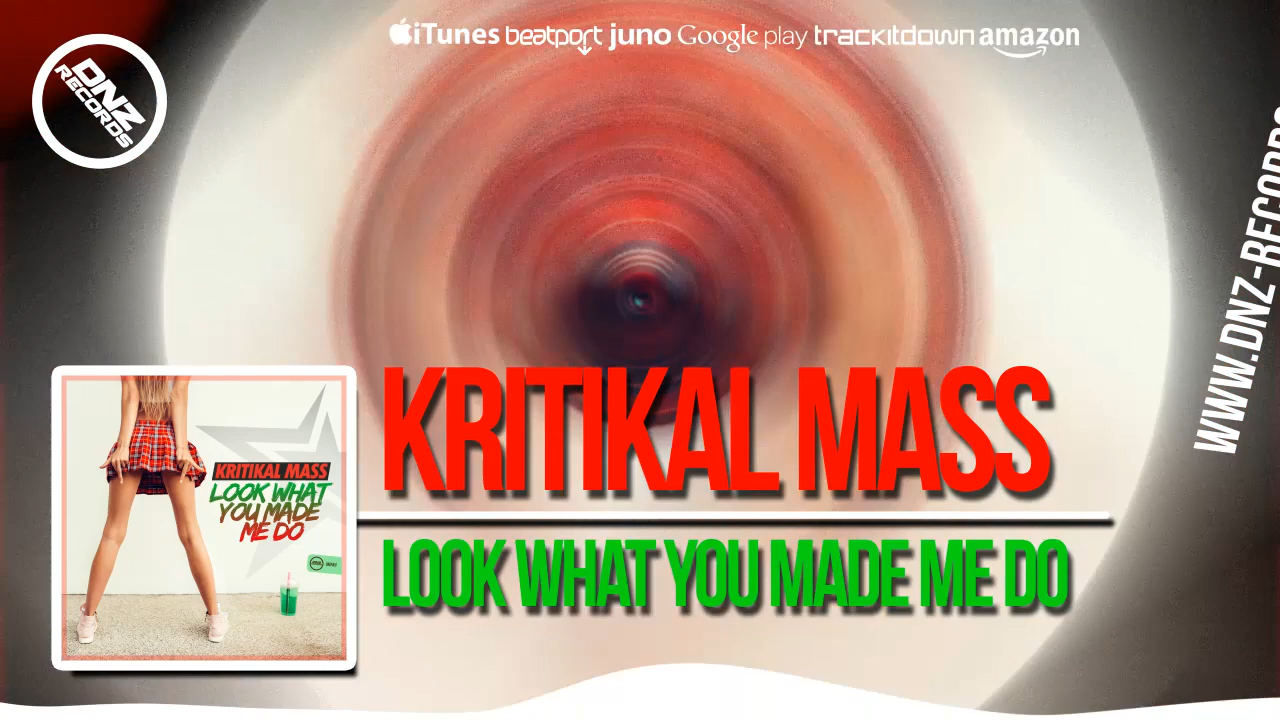 iTunes beatport juno Google play trackitdown amazon
DNZ
RECORDS
WWW.DNZ-RECORDS
KRITIKAL MASS
LOOK WHAT YOU MADE ME DO
KRITIKAL MASS
LOOK WHAT
YOU MADE
ME DO